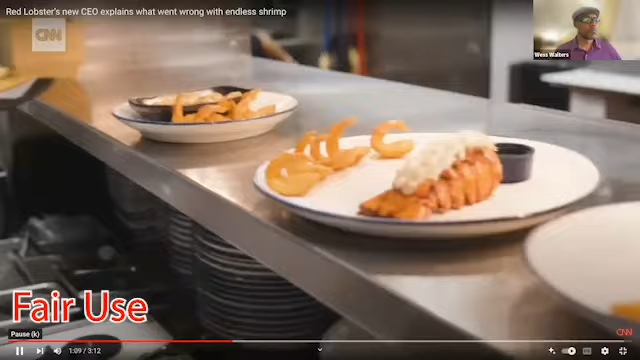 Red Lobster's new CEO explains what went wrong with endless shrimp
CNN
Wess Walters
Fair Use
Pause (k)
CNN
1:09 / 3:12